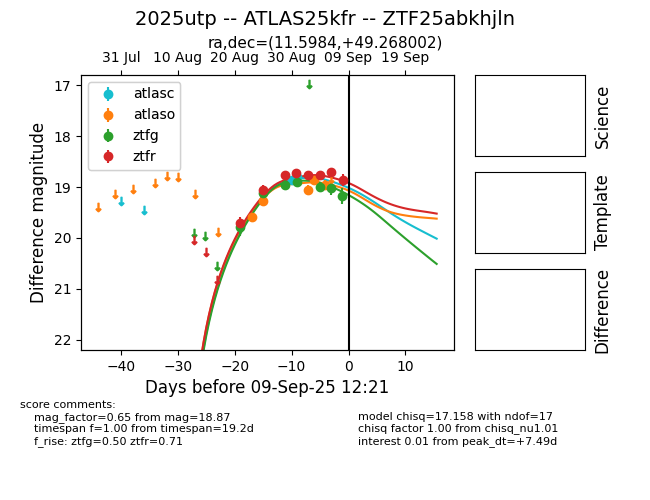 2025utp -- ATLAS25kfr -- ZTF25abkhjln
ra,dec=(11.5984,+49.268002)
31 Jul 10 Aug 20 Aug 30 Aug 09 Sep 19 Sep
17
18
19
20
21
22
Difference magnitude
atlasc
atlaso
ztfg
ztfr
−40 −30 −20 −10 0 10
Days before 09-Sep-25 12:21
Science
Template
Difference
score comments:
mag_factor=0.65 from mag=18.87
timespan f=1.00 from timespan=19.2d
f_rise: ztfg=0.50 ztfr=0.71
model chisq=17.158 with ndof=17
chisq factor 1.00 from chisq_nu1.01
interest 0.01 from peak_dt=+7.49d